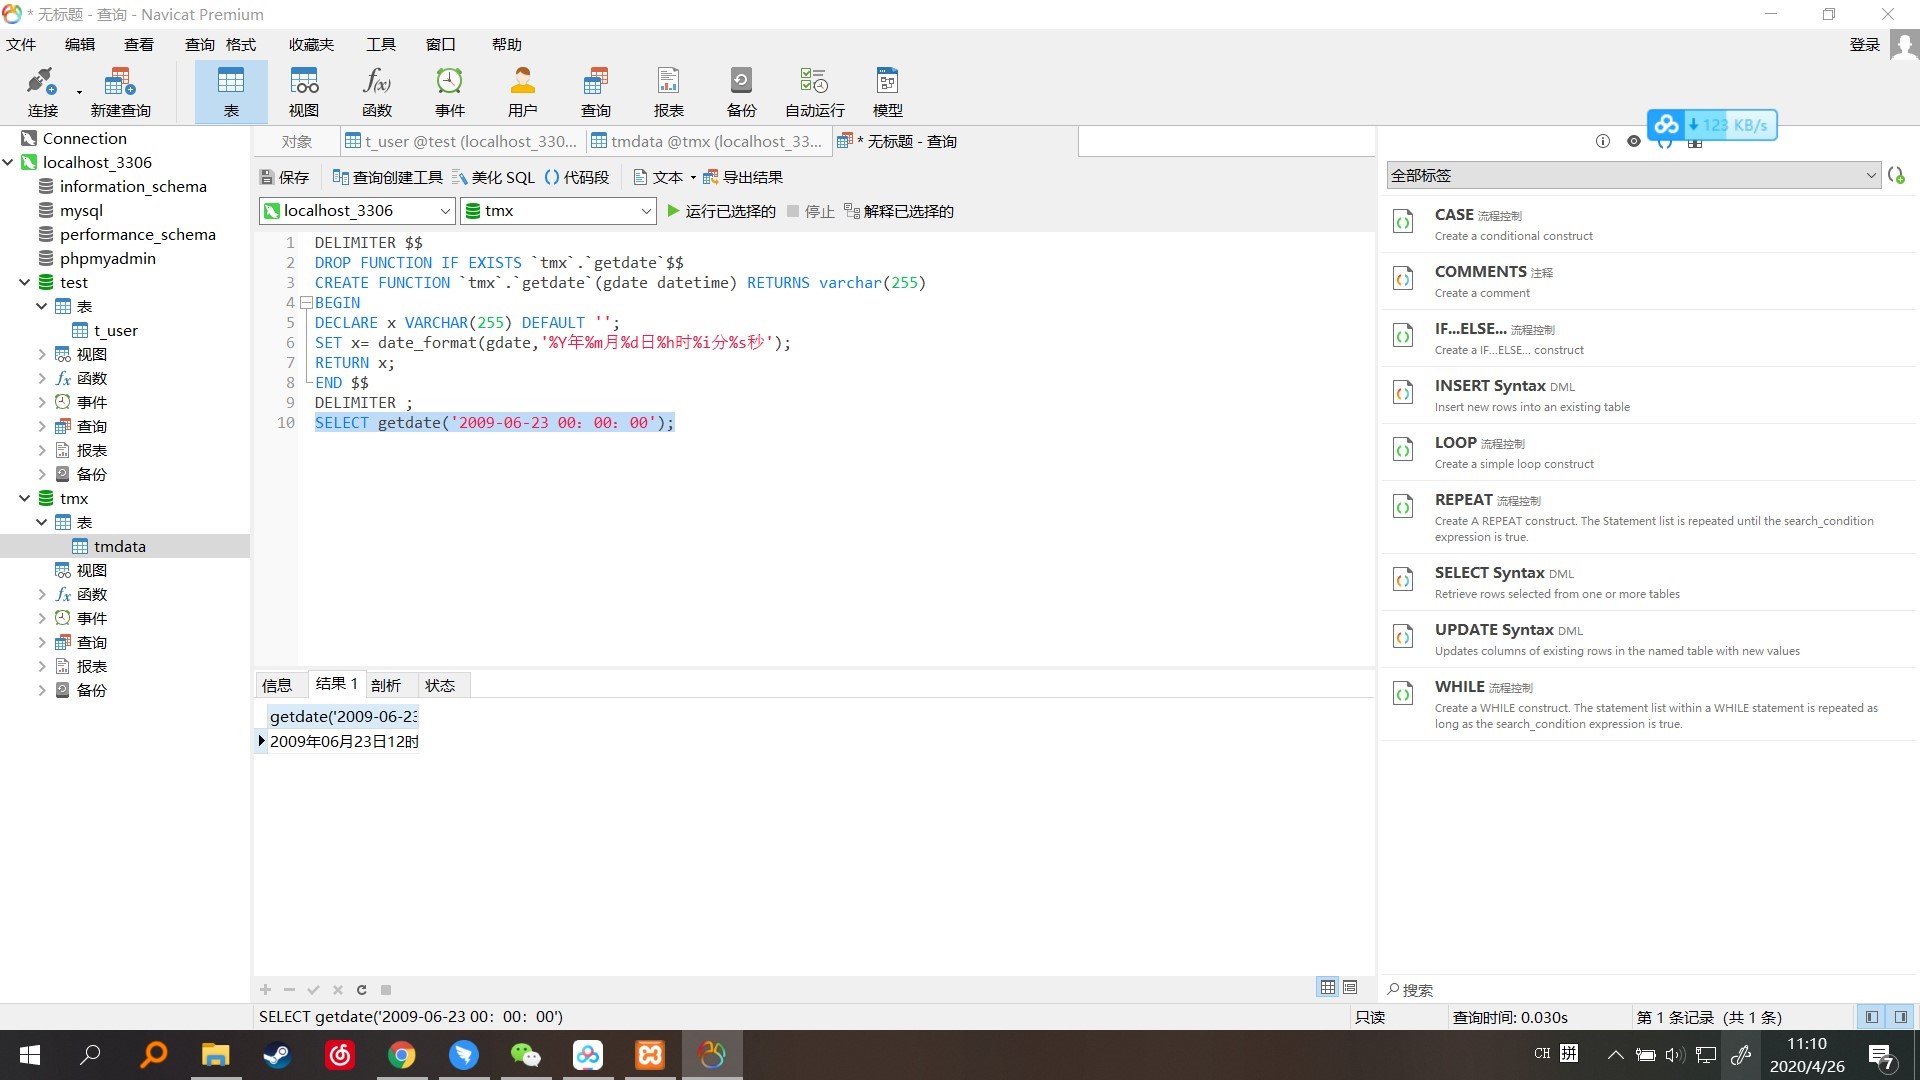 * 无标题 - 查询 - Navicat Premium
文件 编辑 查看 查询 格式 收藏夹 工具 窗口 帮助 登录
连接 新建查询 表 视图 函数 事件 用户 查询 报表 备份 自动运行 模型
123 KB/s
Connection
localhost_3306
information_schema
mysql
performance_schema
phpmyadmin
test
表
t_user
视图
函数
事件
查询
报表
备份
tmx
表
tmdata
视图
函数
事件
查询
报表
备份
对象 t_user @test (localhost_330... tmdata @tmx (localhost_33... * 无标题 - 查询
保存 查询创建工具 美化 SQL () 代码段 文本 导出结果
localhost_3306 tmx 运行已选择的 停止 解释已选择的
1 DELIMITER $$
2 DROP FUNCTION IF EXISTS `tmx`.`getdate`$$
3 CREATE FUNCTION `tmx`.`getdate`(gdate datetime) RETURNS varchar(255)
4 BEGIN
5 DECLARE x VARCHAR(255) DEFAULT '';
6 SET x= date_format(gdate,'%Y年%m月%d日%h时%i分%s秒');
7 RETURN x;
8 END $$
9 DELIMITER ;
10 SELECT getdate('2009-06-23 00：00：00');
信息 结果 1 剖析 状态
getdate('2009-06-23
2009年06月23日12时
全部标签
CASE 流程控制
Create a conditional construct
COMMENTS 注释
Create a comment
IF...ELSE... 流程控制
Create a IF...ELSE... construct
INSERT Syntax DML
Insert new rows into an existing table
LOOP 流程控制
Create a simple loop construct
REPEAT 流程控制
Create A REPEAT construct. The Statement list is repeated until the search_condition
expression is true.
SELECT Syntax DML
Retrieve rows selected from one or more tables
UPDATE Syntax DML
Updates columns of existing rows in the named table with new values
WHILE 流程控制
Create a WHILE construct. The statement list within a WHILE statement is repeated as
long as the search_condition expression is true.
搜索
SELECT getdate('2009-06-23 00：00：00') 只读 查询时间: 0.030s 第 1 条记录 (共 1 条)
CH 拼
11:10
2020/4/26
7